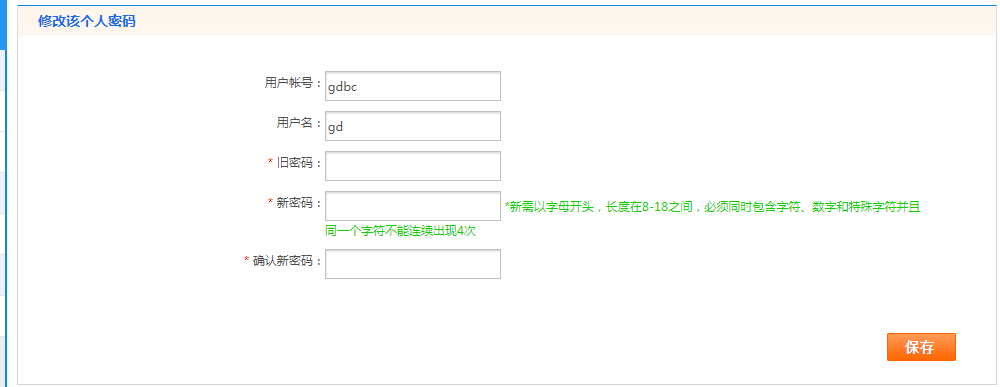 修改该个人密码
用户帐号：gdbc
用户名：gd
* 旧密码：
* 新密码： *新需以字母开头，长度在8-18之间，必须同时包含字符、数字和特殊字符并且
同一个字符不能连续出现4次
* 确认新密码：
保存